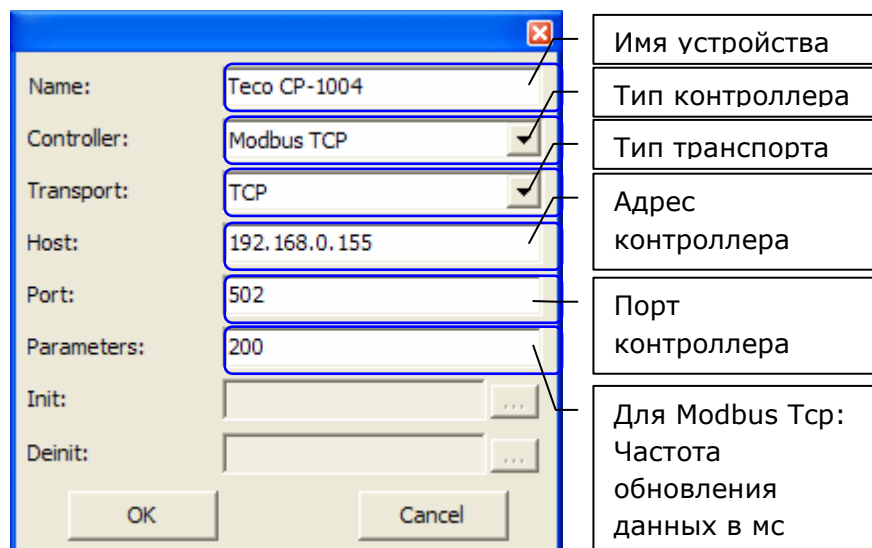 Name:
Teco CP-1004
Controller:
Modbus TCP
Transport:
TCP
Host:
192.168.0.155
Port:
502
Parameters:
200
Init:
...
Deinit:
...
OK
Cancel
Имя устройства
Тип контроллера
Тип транспорта
Адрес
контроллера
Порт
контроллера
Для Modbus Tcp:
Частота
обновления
данных в мс